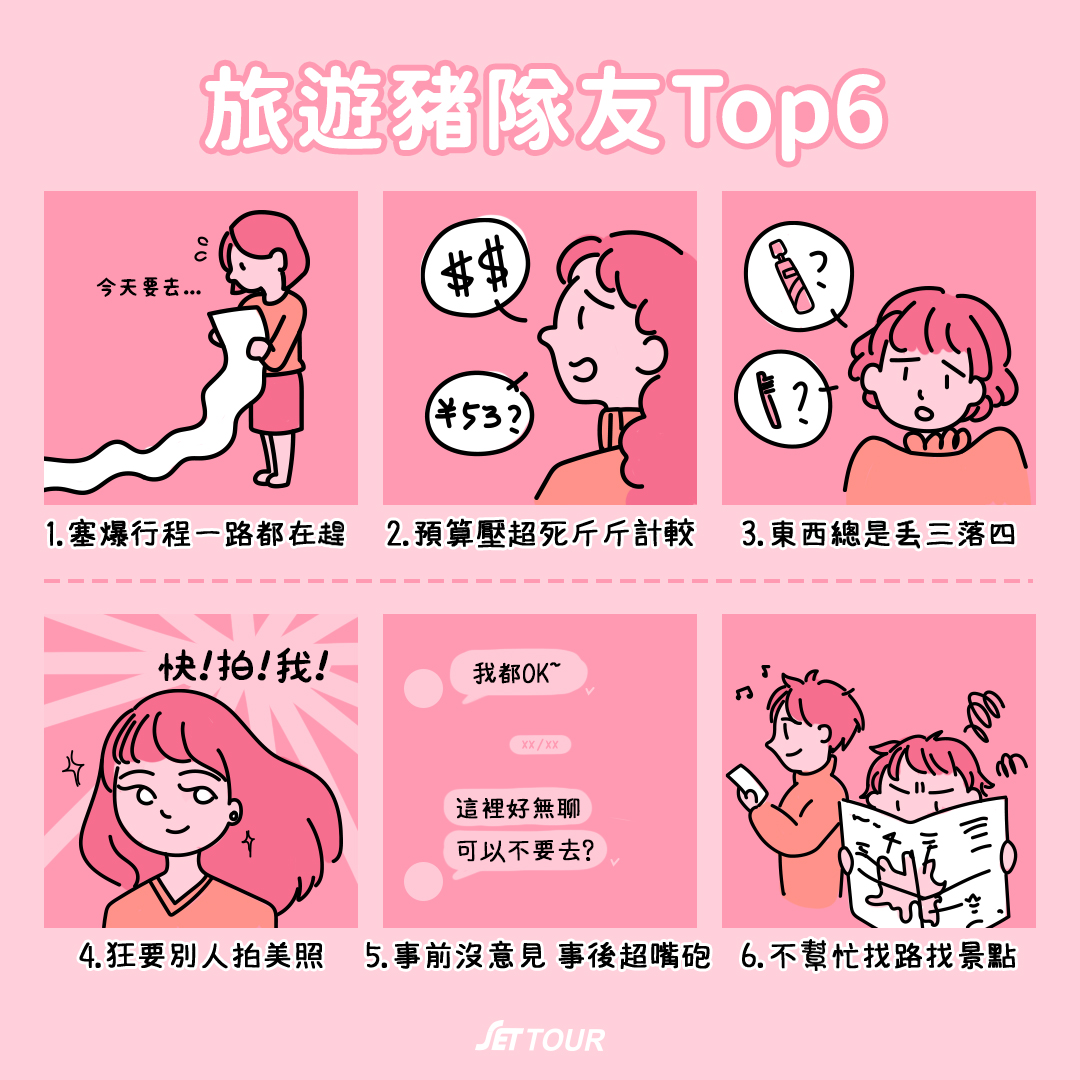 旅遊豬隊友Top6
今天要去...
$$
¥53?
?
?
1.塞爆行程一路都在趕
2.預算壓超死斤斤計較
3.東西總是丟三落四
快!拍!我!
我都OK~
xx/xx
這裡好無聊
可以不要去?
4.狂要別人拍美照
5.事前沒意見 事後超嘴砲
6.不幫忙找路找景點
SET TOUR